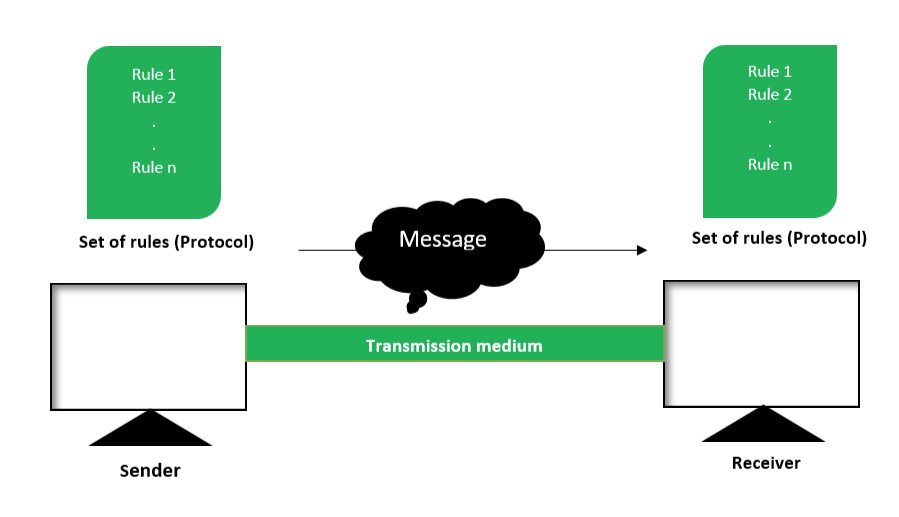 Rule 1
Rule 2
.
.
Rule n
Set of rules (Protocol)
Rule 1
Rule 2
.
.
Rule n
Set of rules (Protocol)
Message
Transmission medium
Sender
Receiver